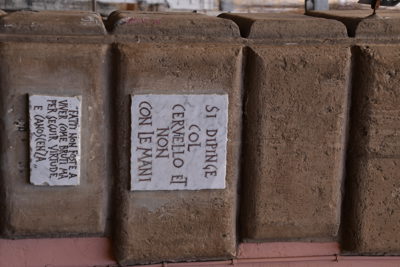 "FATTI NON FOSTE A
VIVER COME BRUTI MA
PER SEGUIR VIRTUDE
E CANOSCENZA"
SI DIPINGE
COL
CERVELLO ET
NON
CON LE MANI